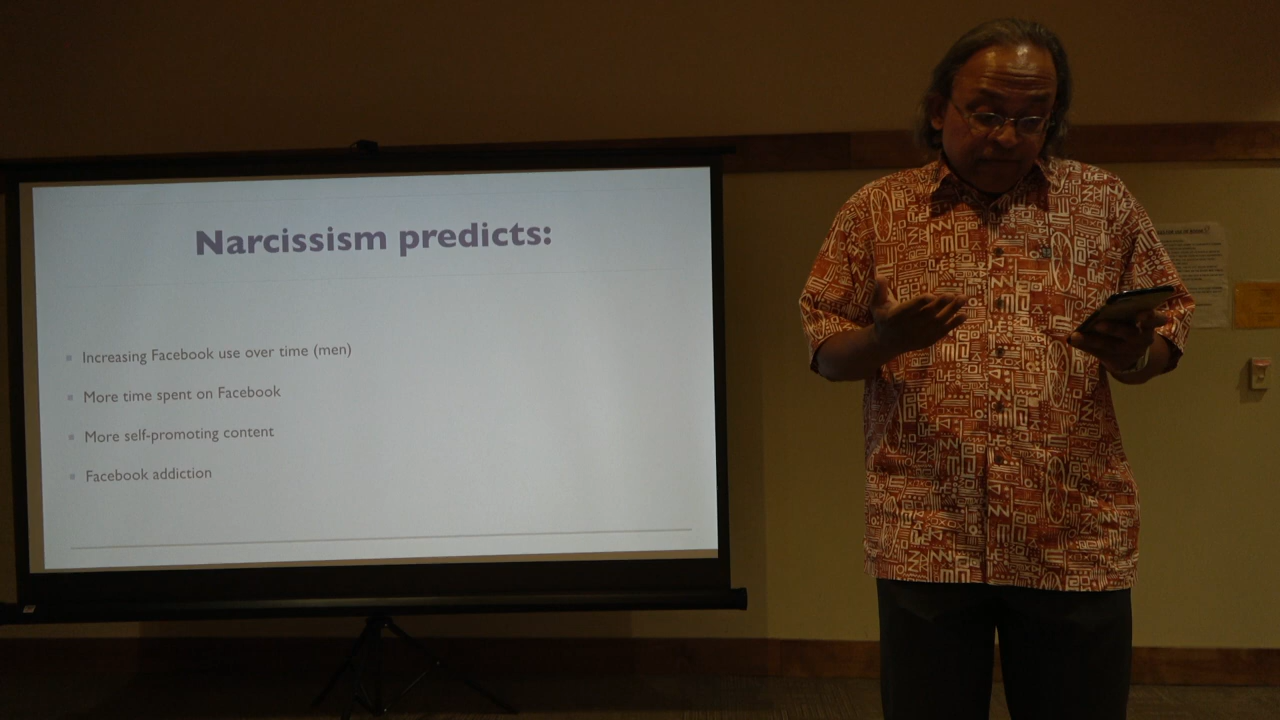 Narcissism predicts:
Increasing Facebook use over time (men)
More time spent on Facebook
More self-promoting content
Facebook addiction